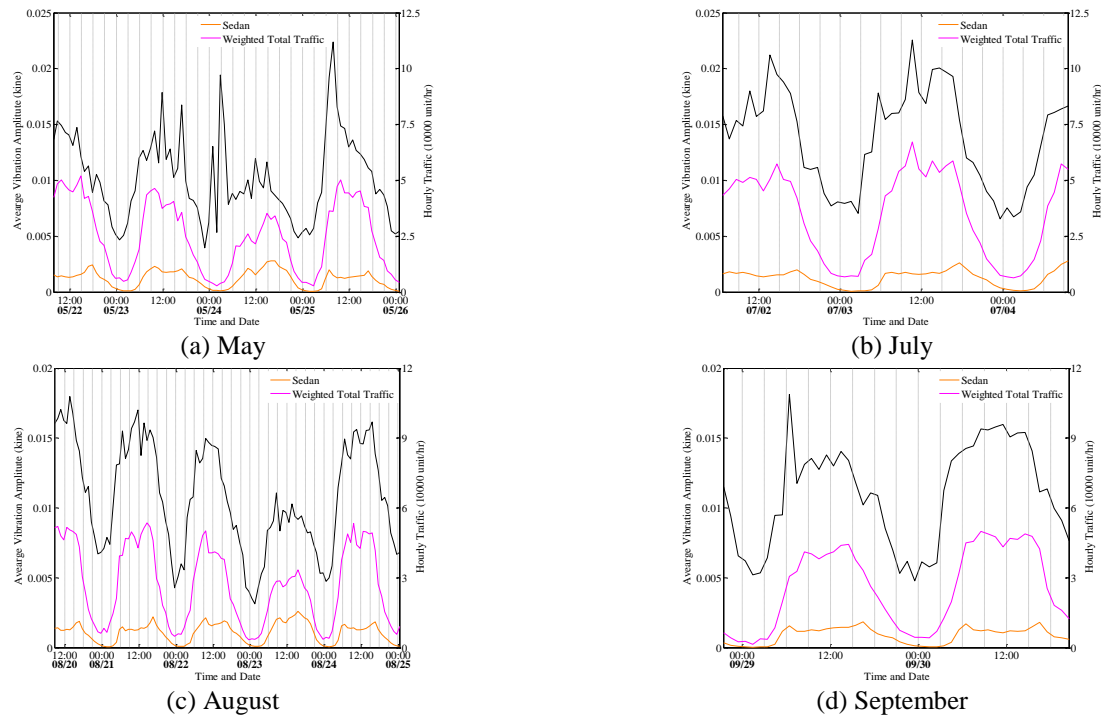 0.025
0.02
0.015
0.01
0.005
0
12.5
10
7.5
5
2.5
0
Avearge Vibration Amplitude (kine)
Hourly Traffic (10000 unit/hr)
Sedan
Weighted Total Traffic
12:00 00:00 12:00 00:00 12:00 00:00 12:00 00:00
05/22 05/23 05/24 05/25 05/26
Time and Date
(a) May
0.025
0.02
0.015
0.01
0.005
0
12.5
10
7.5
5
2.5
0
Avearge Vibration Amplitude (kine)
Hourly Traffic (10000 unit/hr)
Sedan
Weighted Total Traffic
12:00 00:00 12:00 00:00
07/02 07/03 07/04
Time and Date
(b) July
0.02
0.015
0.01
0.005
0
12
9
6
3
0
Avearge Vibration Amplitude (kine)
Hourly Traffic (10000 unit/hr)
Sedan
Weighted Total Traffic
12:00 00:00 12:00 00:00 12:00 00:00 12:00 00:00 12:00 00:00
08/20 08/21 08/22 08/23 08/24 08/25
Time and Date
(c) August
0.02
0.015
0.01
0.005
0
12
9
6
3
0
Avearge Vibration Amplitude (kine)
Hourly Traffic (10000 unit/hr)
Sedan
Weighted Total Traffic
00:00 12:00 00:00 12:00
09/29 09/30
Time and Date
(d) September